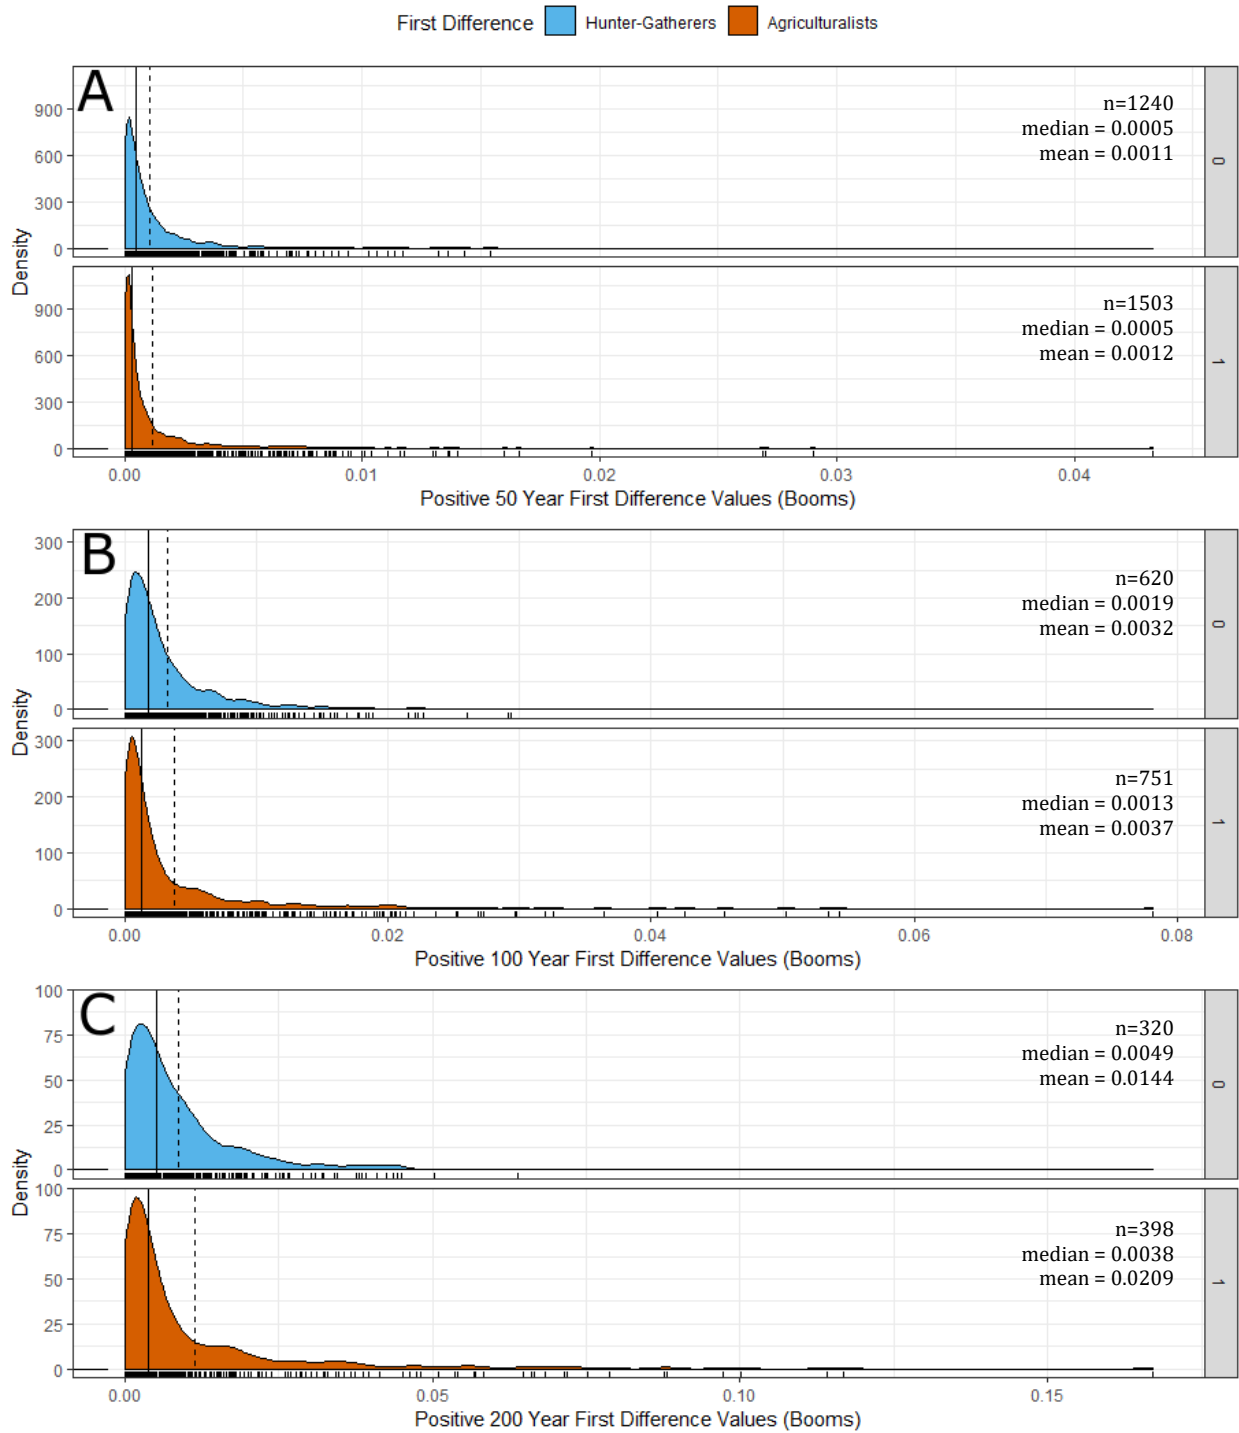 First Difference Hunter-Gatherers Agriculturalists
A
n=1240
median = 0.0005
mean = 0.0011
900
600
300
0
0
Density
n=1503
median = 0.0005
mean = 0.0012
900
600
300
0
1
0.00 0.01 0.02 0.03 0.04
Positive 50 Year First Difference Values (Booms)
B
n=620
median = 0.0019
mean = 0.0032
300
200
100
0
0
Density
n=751
median = 0.0013
mean = 0.0037
300
200
100
0
1
0.00 0.02 0.04 0.06 0.08
Positive 100 Year First Difference Values (Booms)
C
n=320
median = 0.0049
mean = 0.0144
100
75
50
25
0
0
Density
n=398
median = 0.0038
mean = 0.0209
100
75
50
25
0
1
0.00 0.05 0.10 0.15
Positive 200 Year First Difference Values (Booms)